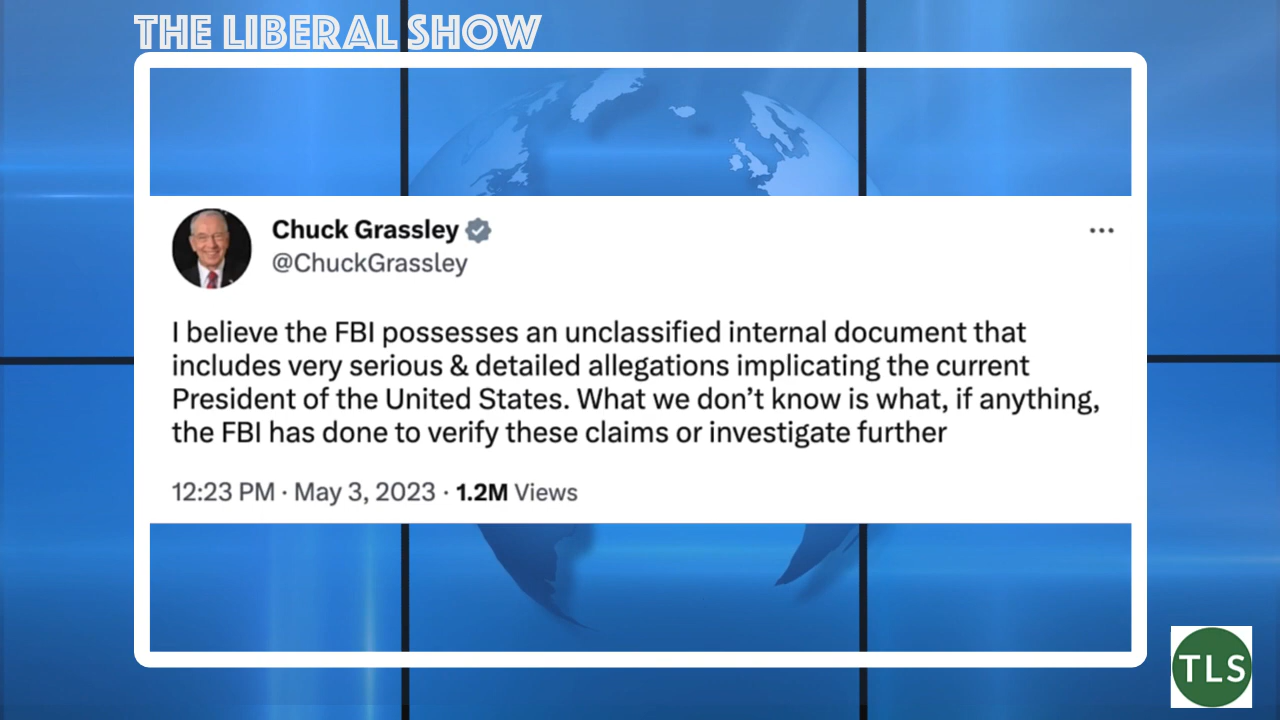 THE LIBERAL SHOW
Chuck Grassley
@ChuckGrassley
I believe the FBI possesses an unclassified internal document that
includes very serious & detailed allegations implicating the current
President of the United States. What we don’t know is what, if anything,
the FBI has done to verify these claims or investigate further
12:23 PM · May 3, 2023 · 1.2M Views
TLS